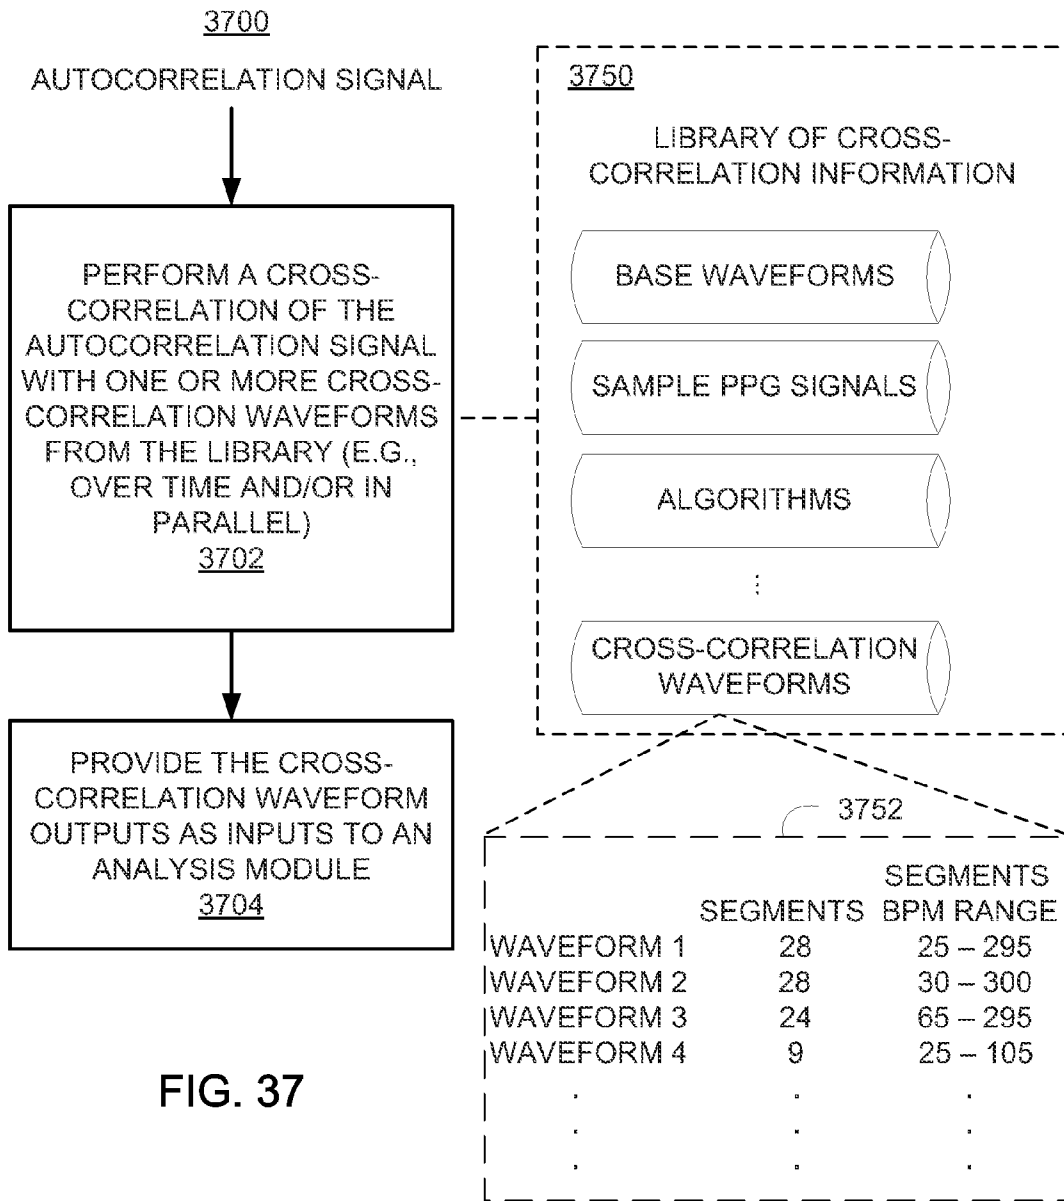 3700
AUTOCORRELATION SIGNAL
PERFORM A CROSS-
CORRELATION OF THE
AUTOCORRELATION SIGNAL
WITH ONE OR MORE CROSS-
CORRELATION WAVEFORMS
FROM THE LIBRARY (E.G.,
OVER TIME AND/OR IN
PARALLEL)
3702
PROVIDE THE CROSS-
CORRELATION WAVEFORM
OUTPUTS AS INPUTS TO AN
ANALYSIS MODULE
3704
3750
LIBRARY OF CROSS-
CORRELATION INFORMATION
BASE WAVEFORMS
SAMPLE PPG SIGNALS
ALGORITHMS
⋮
CROSS-CORRELATION
WAVEFORMS
3752
SEGMENTS
SEGMENTS BPM RANGE
WAVEFORM 1 28 25 – 295
WAVEFORM 2 28 30 – 300
WAVEFORM 3 24 65 – 295
WAVEFORM 4 9 25 – 105
. . .
. . .
. . .
FIG. 37